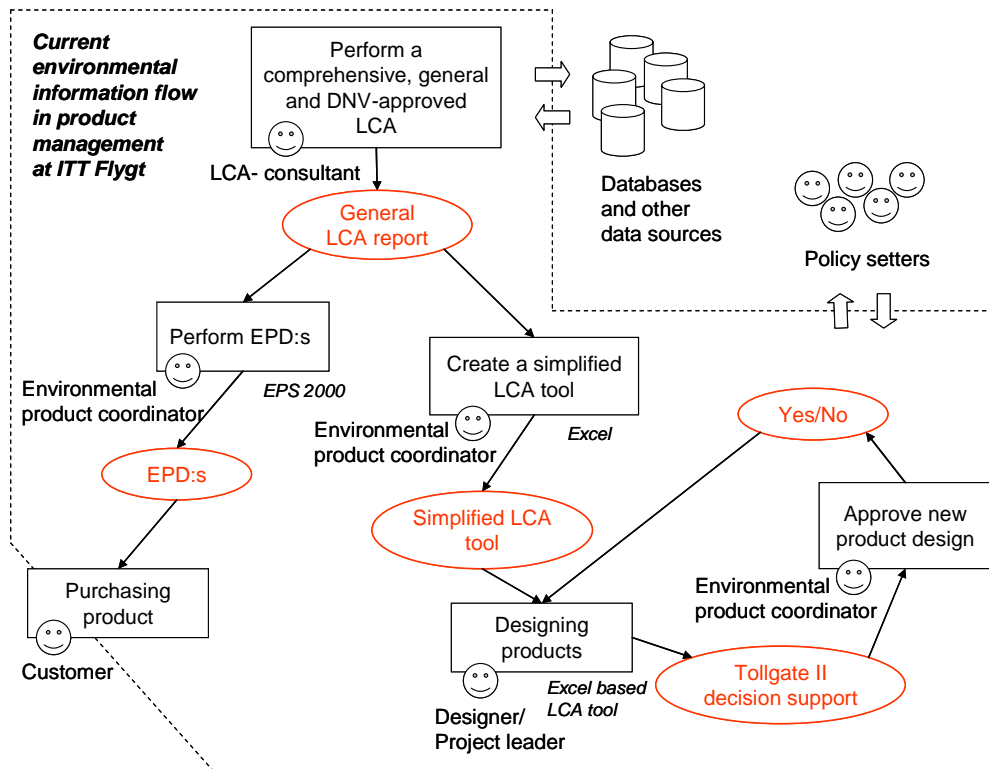 Current
environmental
information flow
in product
management
at ITT Flygt
Perform a
comprehensive, general
and DNV-approved
LCA
LCA- consultant
Databases
and other
data sources
Policy setters
General
LCA report
Perform EPD:s
Environmental
product coordinator
EPS 2000
Create a simplified
LCA tool
Environmental
product coordinator
Excel
Yes/No
EPD:s
Simplified LCA
tool
Approve new
product design
Environmental
product coordinator
Purchasing
product
Customer
Designing
products
Designer/
Project leader
Excel based
LCA tool
Tollgate II
decision support